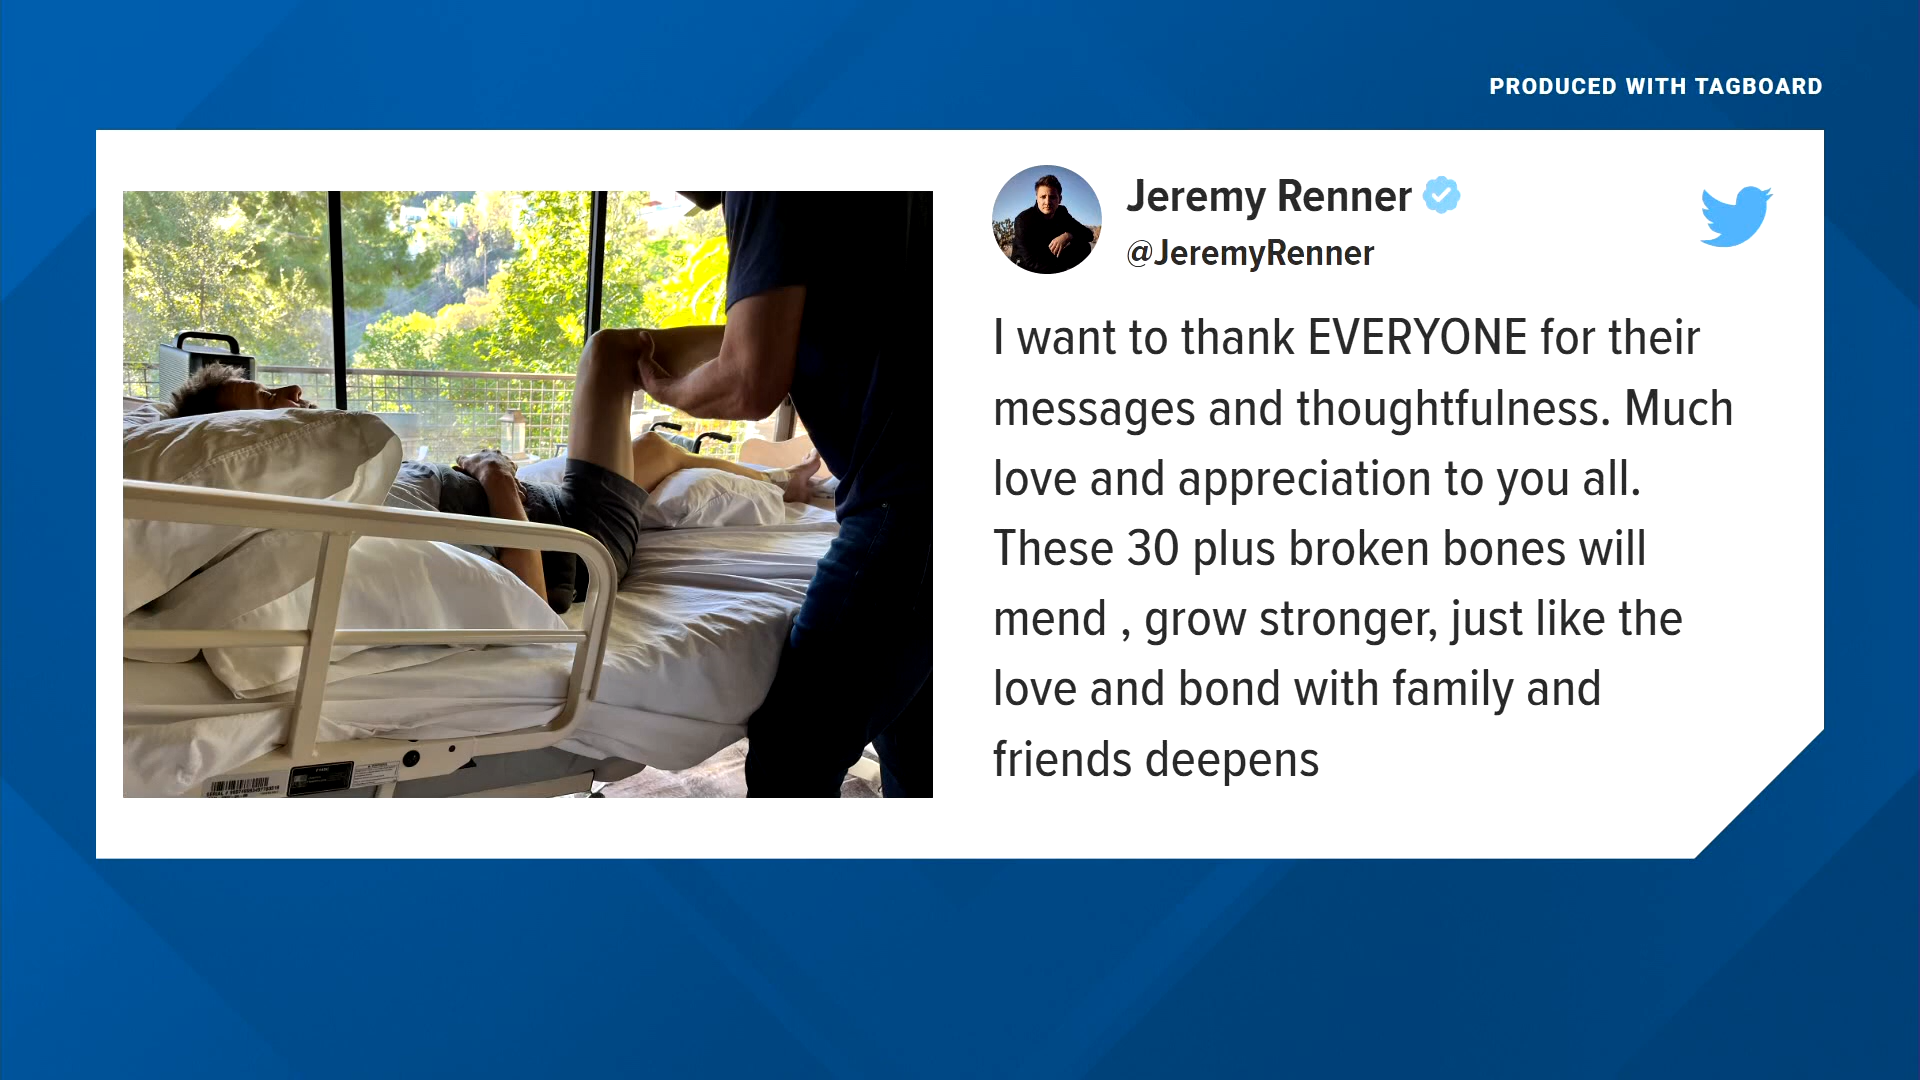 PRODUCED WITH TAGBOARD
Jeremy Renner
@JeremyRenner
I want to thank EVERYONE for their
messages and thoughtfulness. Much
love and appreciation to you all.
These 30 plus broken bones will
mend , grow stronger, just like the
love and bond with family and
friends deepens